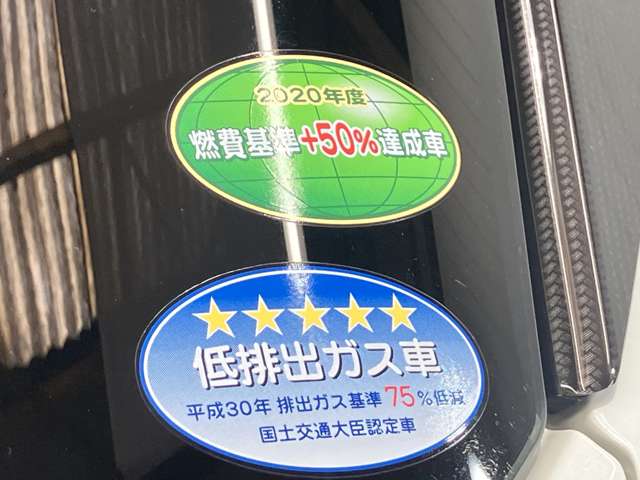 2020年度
燃費基準+50%達成車
低排出ガス車
平成30年 排出ガス基準 75%低減
国土交通大臣認定車